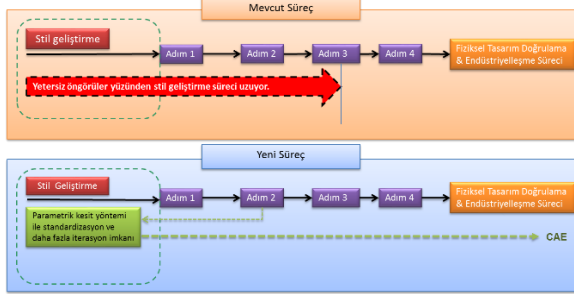 Mevcut Süreç
Stil geliştirme
Adım 1
Adım 2
Adım 3
Adım 4
Fiziksel Tasarım Doğrulama
& Endüstriyelleşme Süreci
Yetersiz öngörüler yüzünden stil geliştirme süreci uzuyor.
Yeni Süreç
Stil Geliştirme
Adım 1
Adım 2
Adım 3
Adım 4
Fiziksel Tasarım Doğrulama
& Endüstriyelleşme Süreci
Parametrik kesit yöntemi
ile standardizasyon ve
daha fazla iterasyon imkanı
CAE